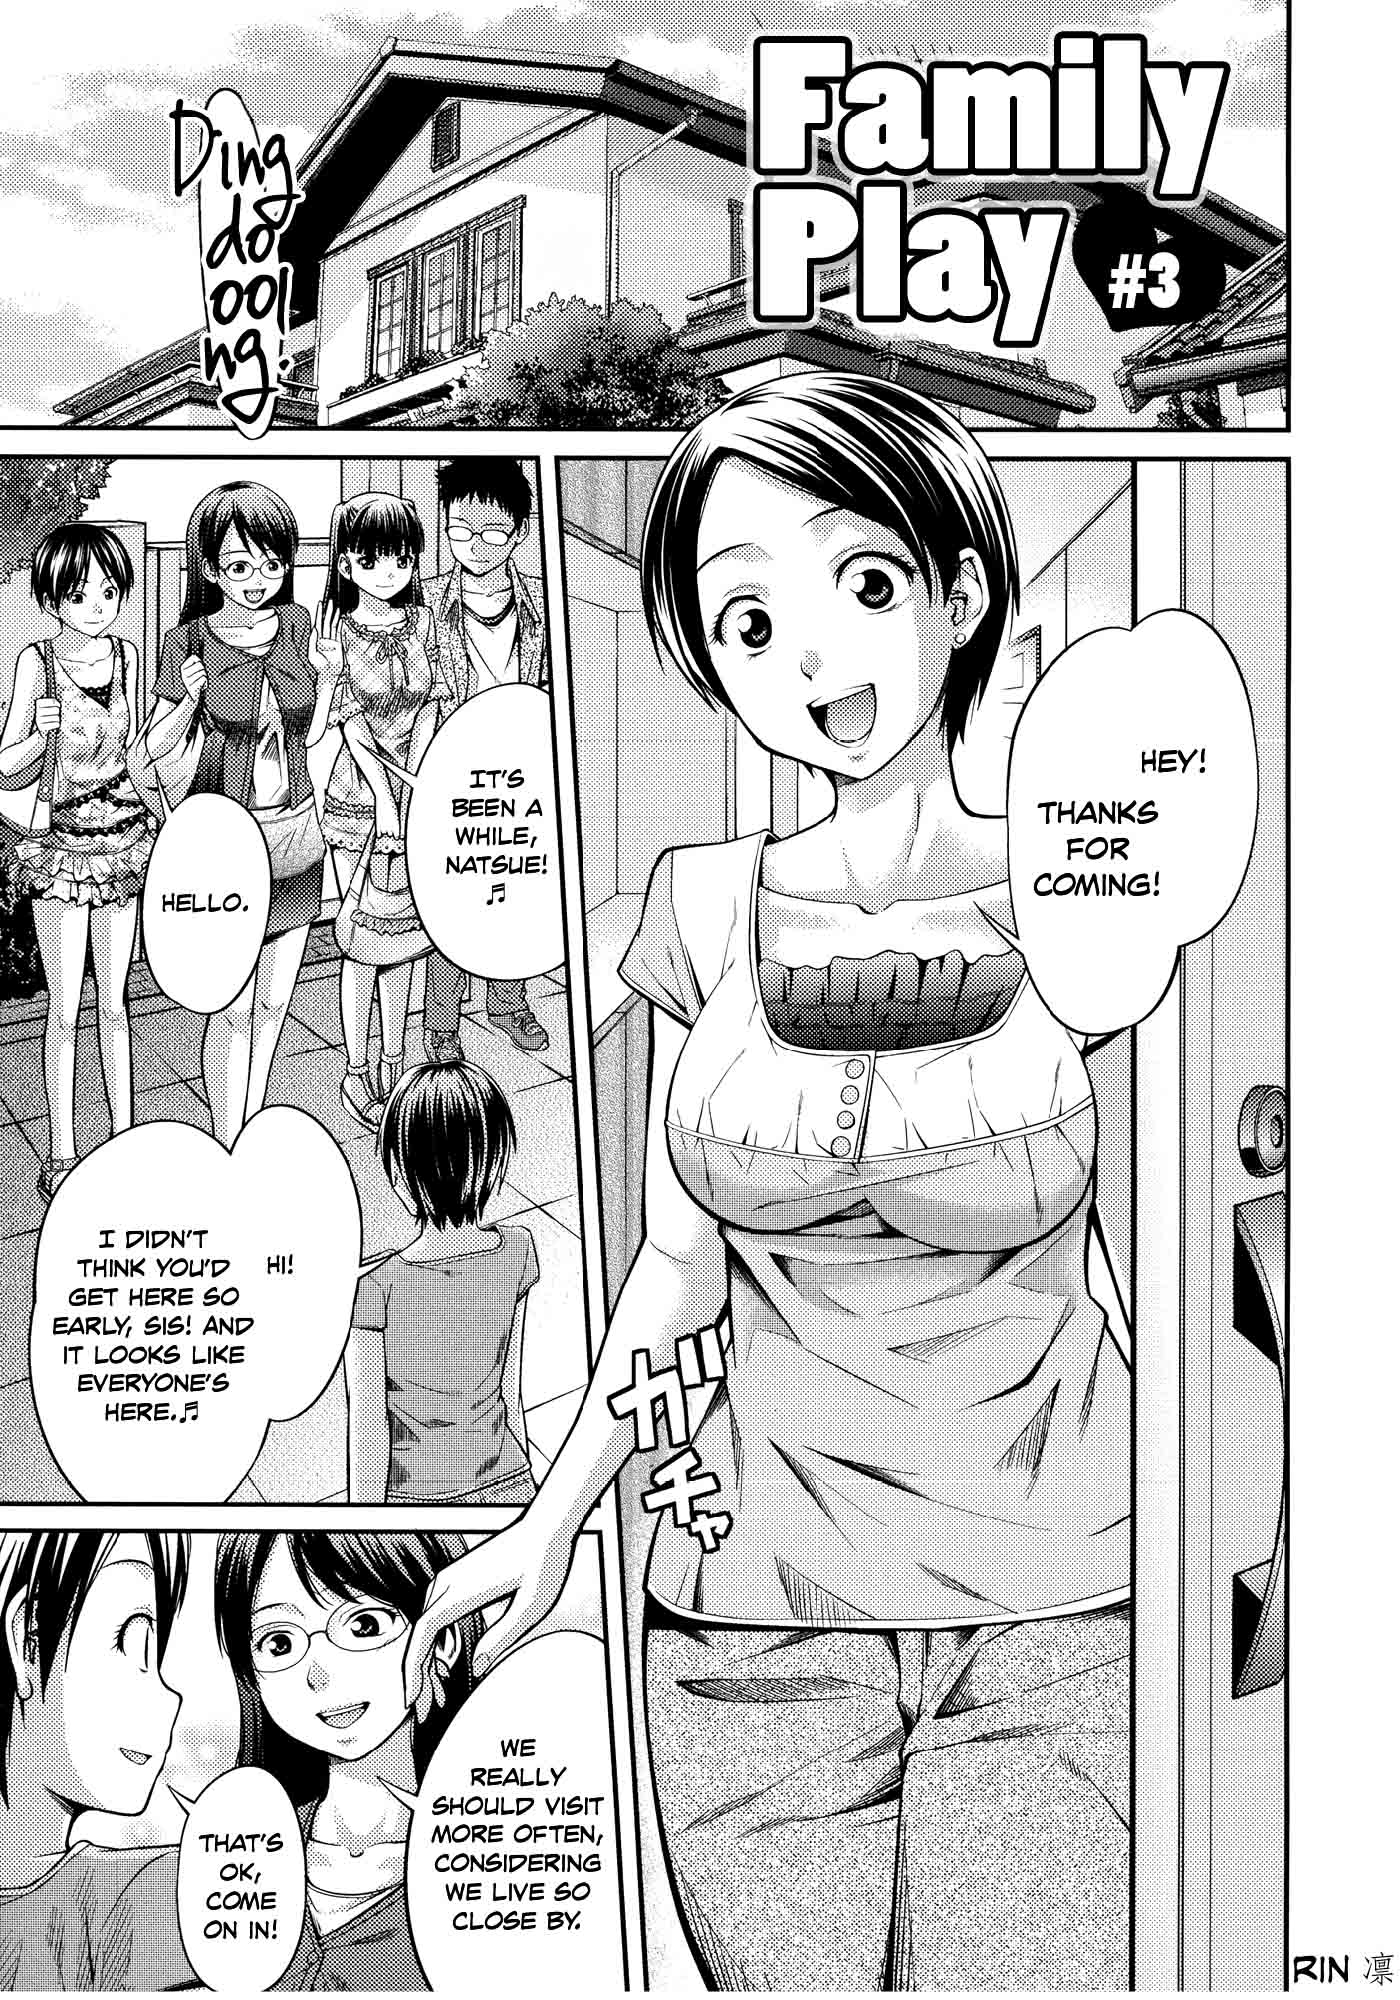 Family
Play
#3
Ding
do
oo
ng!
HEY!
THANKS
FOR
COMING!
ガチャ
IT'S
BEEN A
WHILE,
NATSUE!
♬
HELLO.
HI!
I DIDN'T
THINK YOU'D
GET HERE SO
EARLY, SIS! AND
IT LOOKS LIKE
EVERYONE'S
HERE.♬
WE
REALLY
SHOULD VISIT
MORE OFTEN,
CONSIDERING
WE LIVE SO
CLOSE BY.
THAT'S
OK,
COME
ON IN!
RIN 凛